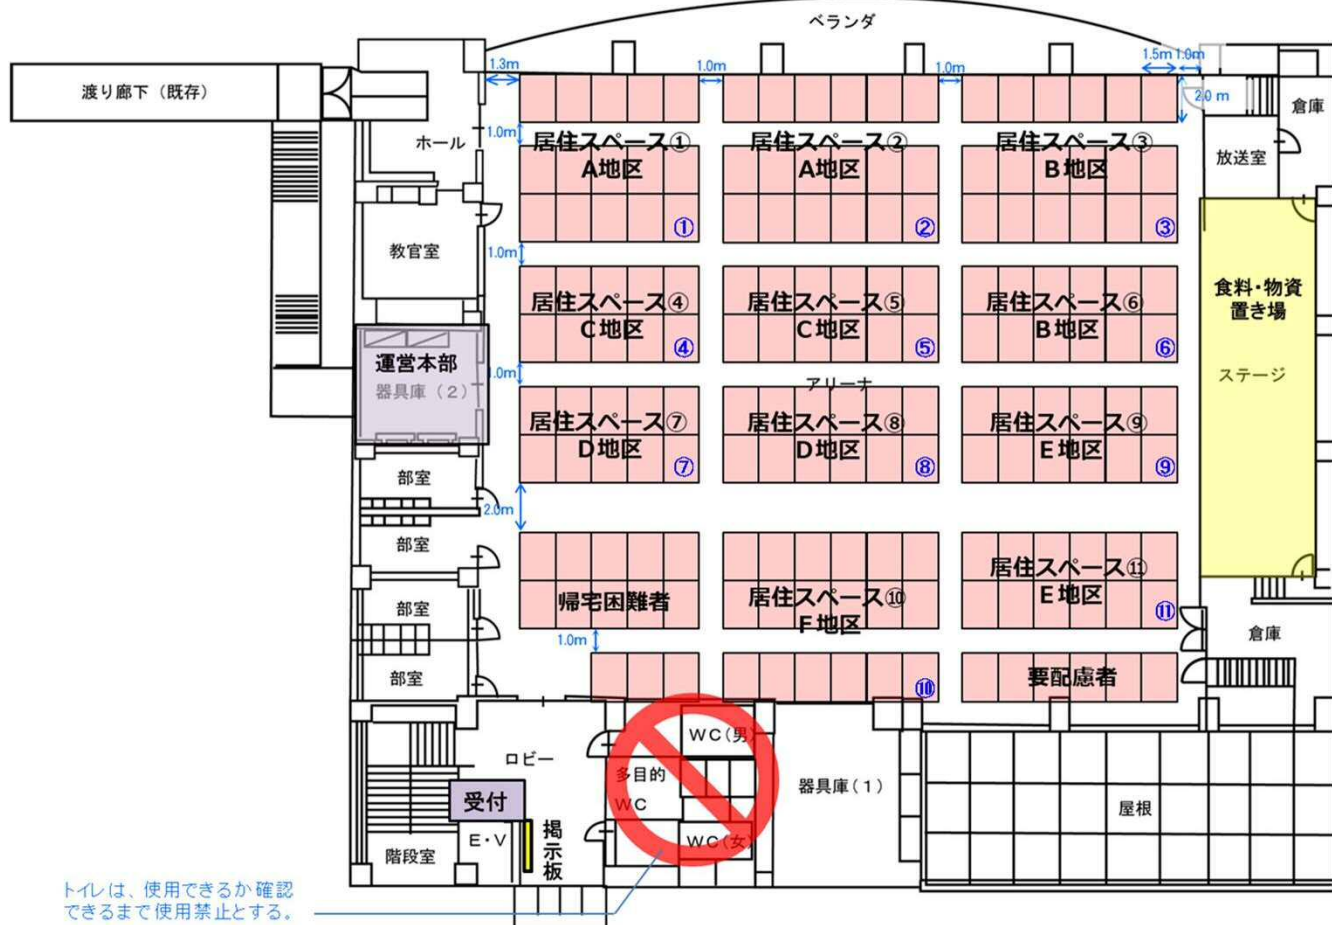 ベランダ
1.3m
1.0m
1.0m
1.5m
1.0m
渡り廊下（既存）
2.0 m
倉庫
1.0m
ホール
居住スペース①
A地区
居住スペース②
A地区
居住スペース③
B地区
放送室
①
②
③
教官室
1.0m
食料・物資
置き場
居住スペース④
C地区
居住スペース⑤
C地区
居住スペース⑥
B地区
④
⑤
⑥
運営本部
器具庫（２）
1.0m
アリーナ
ステージ
居住スペース⑦
D地区
居住スペース⑧
D地区
居住スペース⑨
E地区
⑦
⑧
⑨
部室
2.0m
部室
居住スペース⑪
E地区
帰宅困難者
居住スペース⑩
F地区
⑪
部室
1.0m
倉庫
部室
要配慮者
⑩
WC(男)
ロビー
多目的
WC
器具庫(１)
受付
屋根
E・V
掲示板
WC(女)
階段室
トイレは、使用できるか確認
できるまで使用禁止とする。